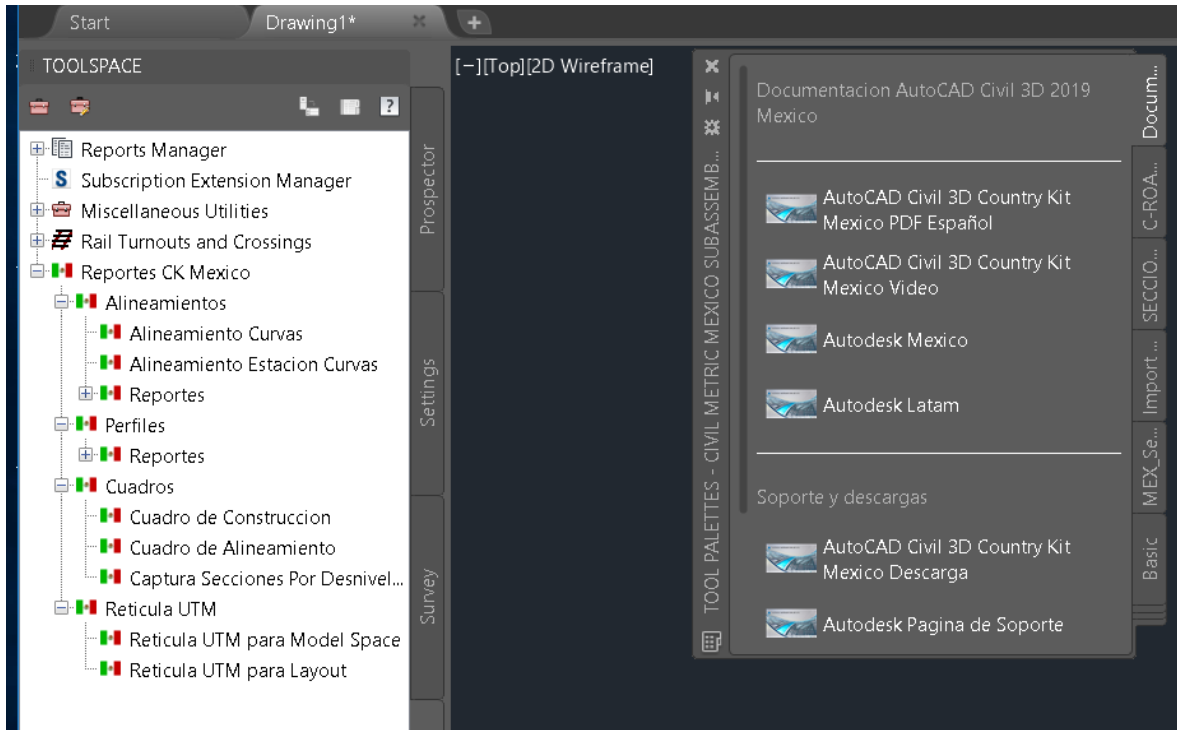 Start
Drawing1*
TOOLSPACE
Reports Manager
Subscription Extension Manager
Miscellaneous Utilities
Rail Turnouts and Crossings
Reportes CK Mexico
Alineamientos
Alineamiento Curvas
Alineamiento Estacion Curvas
Reportes
Perfiles
Reportes
Cuadros
Cuadro de Construccion
Cuadro de Alineamiento
Captura Secciones Por Desnivel...
Reticula UTM
Reticula UTM para Model Space
Reticula UTM para Layout
Prospector
Settings
Survey
[−][Top][2D Wireframe]
TOOL PALETTES - CIVIL METRIC MEXICO SUBASSEMB...
Documentacion AutoCAD Civil 3D 2019
Mexico
AutoCAD Civil 3D Country Kit
Mexico PDF Español
AutoCAD Civil 3D Country Kit
Mexico Video
Autodesk Mexico
Autodesk Latam
Soporte y descargas
AutoCAD Civil 3D Country Kit
Mexico Descarga
Autodesk Pagina de Soporte
Docum...
C-ROA...
SECCIO...
Import ...
MEX_Se...
Basic